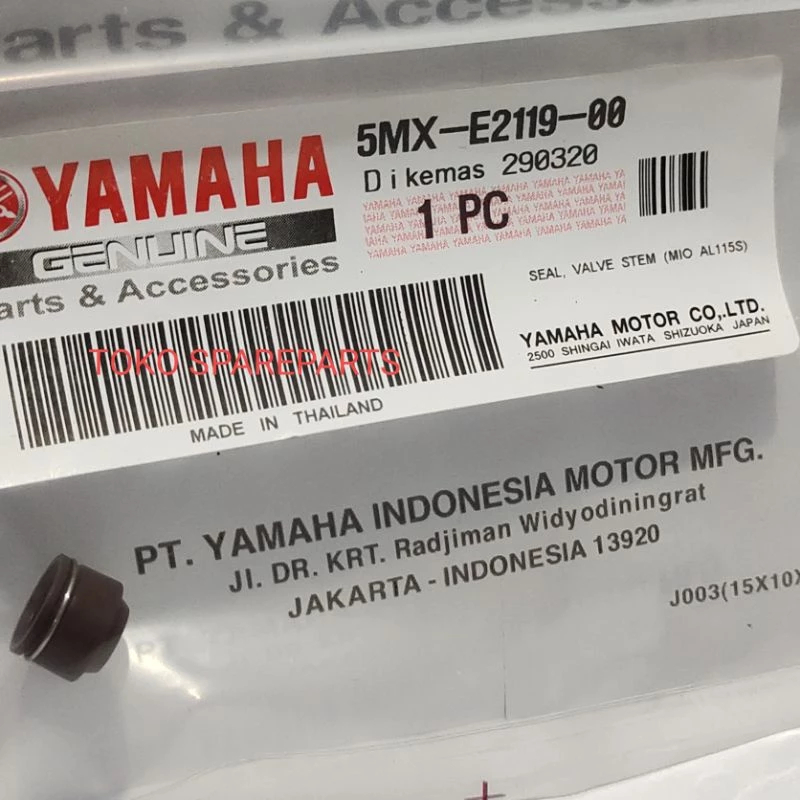 arts & Accessories
YAMAHA
GENUINE
arts & Accessories
5MX-E2119-00
Dikemas 290320
1 PC
SEAL, VALVE STEM (MIO AL115S)
YAMAHA MOTOR CO.,LTD.
2500 SHINGAI IWATA SHIZUOKA JAPAN
TOKO SPAREPARTS
MADE IN THAILAND
PT. YAMAHA INDONESIA MOTOR MFG.
Jl. DR. KRT. Radjiman Widyodiningrat
JAKARTA - INDONESIA 13920
J003(15X10X